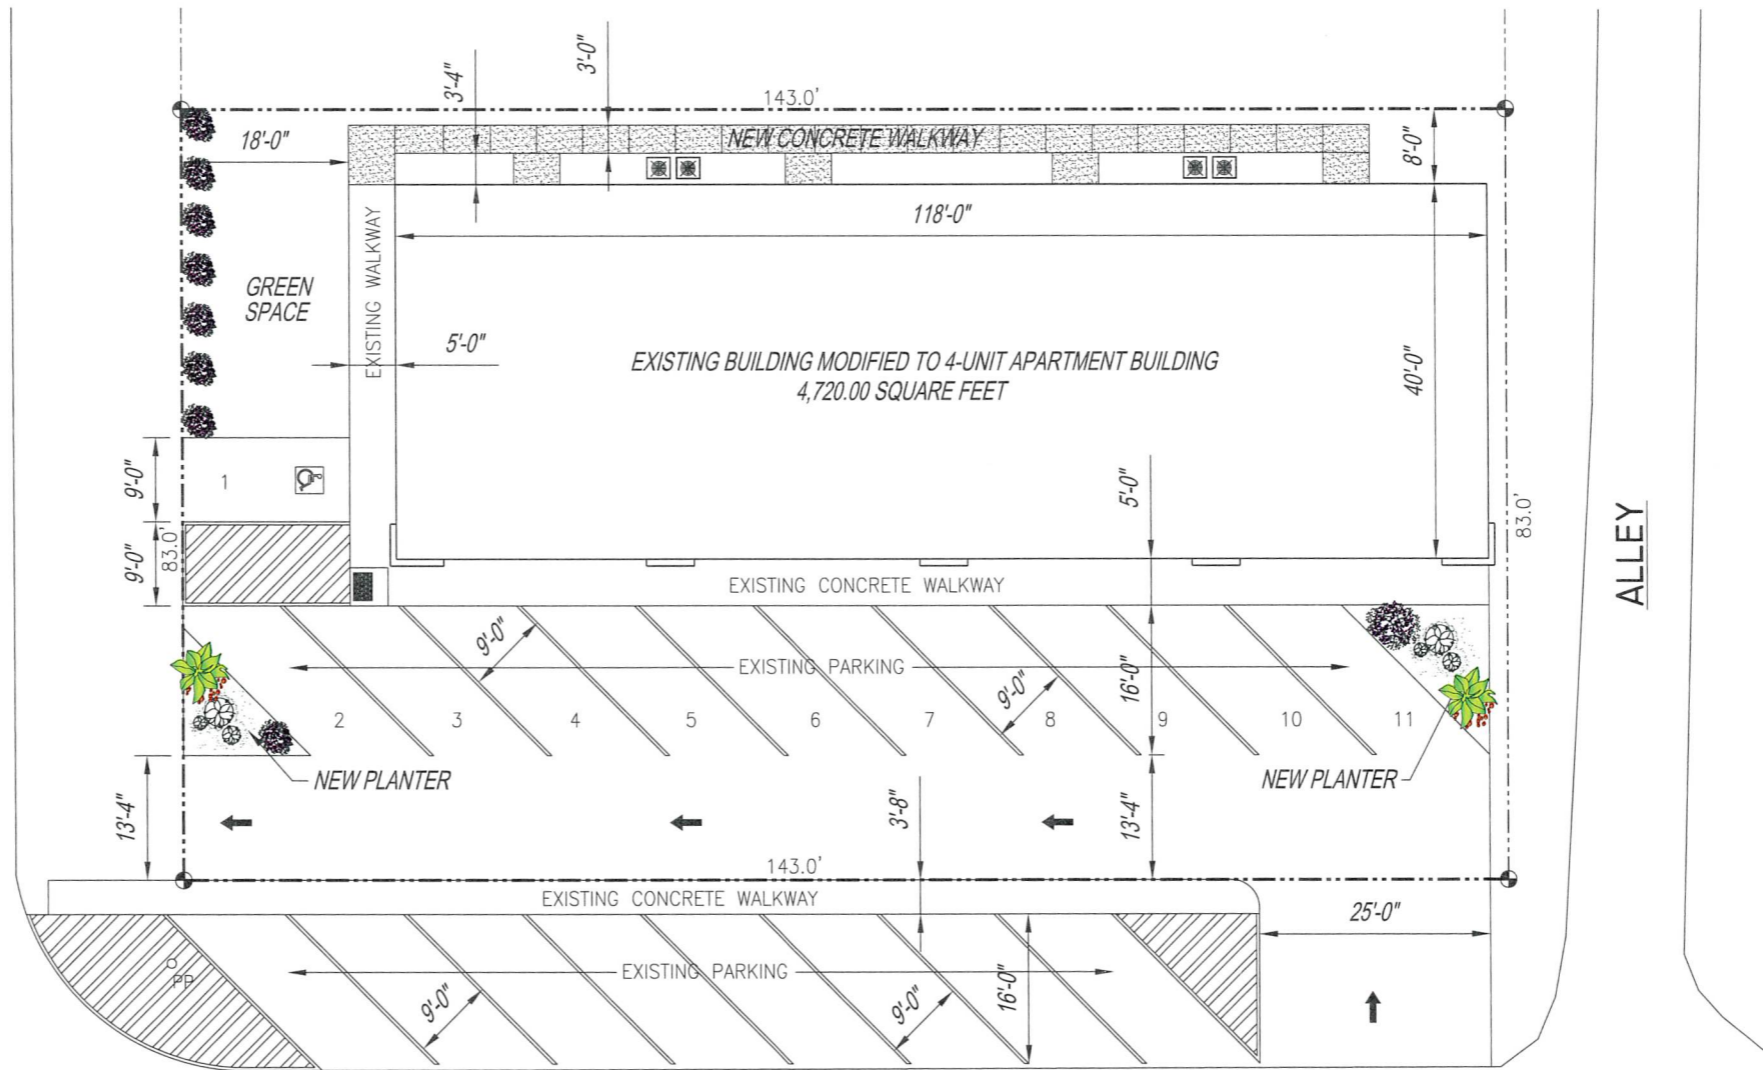 3'-4"
3'-0"
143.0'
18'-0"
NEW CONCRETE WALKWAY
8'-0"
118'-0"
EXISTING WALKWAY
GREEN
SPACE
5'-0"
EXISTING BUILDING MODIFIED TO 4-UNIT APARTMENT BUILDING
4,720.00 SQUARE FEET
40'-0"
9'-0"
1
5'-0"
83.0'
ALLEY
9'-0"
83.0'
EXISTING CONCRETE WALKWAY
9'-0"
EXISTING PARKING
16'-0"
9'-0"
2
3
4
5
6
7
8
9
10
11
NEW PLANTER
NEW PLANTER
13'-4"
3'-8"
13'-4"
143.0'
EXISTING CONCRETE WALKWAY
25'-0"
PP
EXISTING PARKING
9'-0"
9'-0"
16'-0"